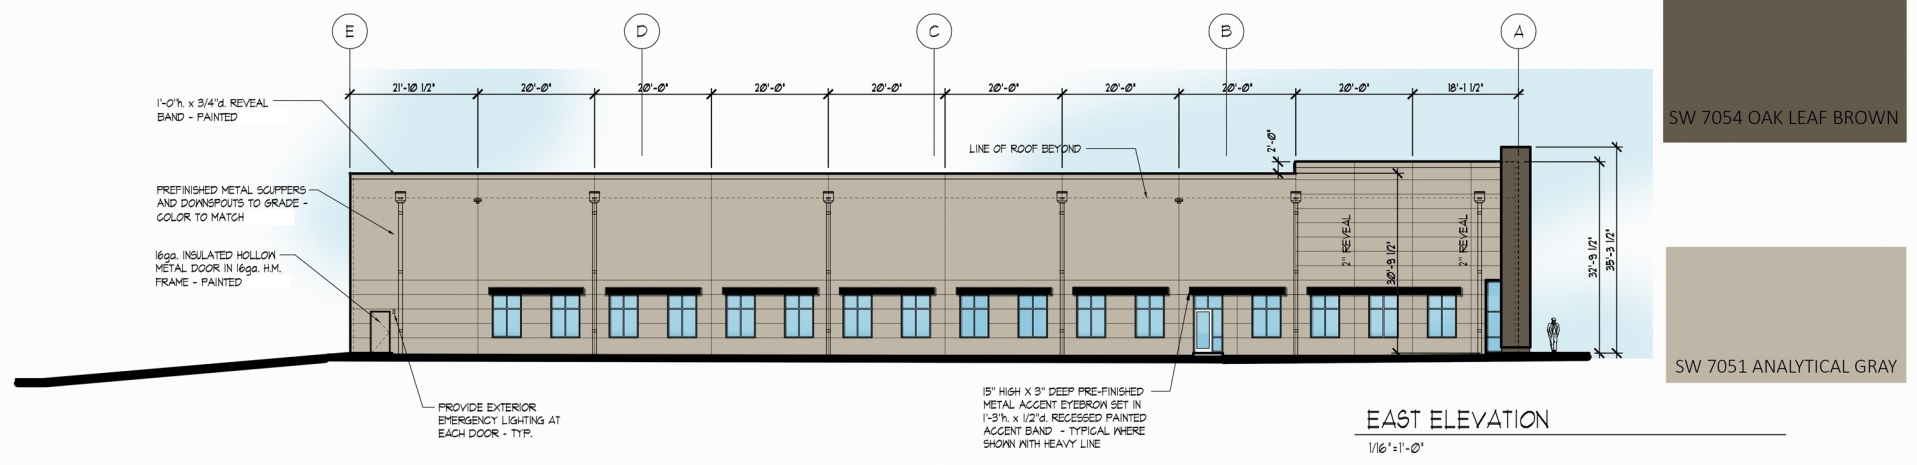 E
D
C
B
A
SW 7054 OAK LEAF BROWN
21'-10 1/2"
20'-0"
20'-0"
20'-0"
20'-0"
20'-0"
20'-0"
20'-0"
20'-0"
18'-1 1/2"
1'-0"h. x 3/4"d. REVEAL
BAND - PAINTED
LINE OF ROOF BEYOND
2'-0"
PREFINISHED METAL SCUPPERS
AND DOWNSPOUTS TO GRADE -
COLOR TO MATCH
16ga. INSULATED HOLLOW
METAL DOOR IN 16ga. H.M.
FRAME - PAINTED
2" REVEAL
30'-9 1/2"
2" REVEAL
32'-9 1/2"
35'-3 1/2"
SW 7051 ANALYTICAL GRAY
PROVIDE EXTERIOR
EMERGENCY LIGHTING AT
EACH DOOR - TYP.
15" HIGH X 3" DEEP PRE-FINISHED
METAL ACCENT EYEBROW SET IN
1'-3"h. x 1/2"d. RECESSED PAINTED
ACCENT BAND - TYPICAL WHERE
SHOWN WITH HEAVY LINE
EAST ELEVATION
1/16"=1'-0"